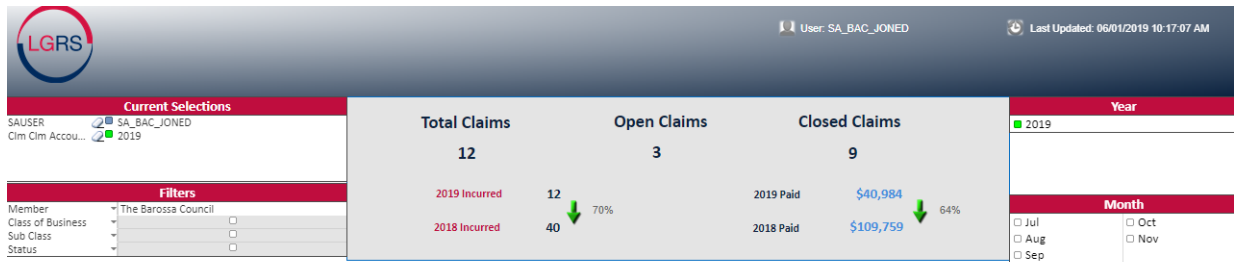 LGRS
User: SA_BAC_JONED
Last Updated: 06/01/2019 10:17:07 AM
Current Selections
SAUSER SA_BAC_JONED
Clm Clm Accou... 2019
Filters
Member The Barossa Council
Class of Business
Sub Class
Status
Total Claims Open Claims Closed Claims
12 3 9
2019 Incurred 12 70% 2019 Paid $40,984 64%
2018 Incurred 40 2018 Paid $109,759
Year
2019
Month
Jul Oct
Aug Nov
Sep